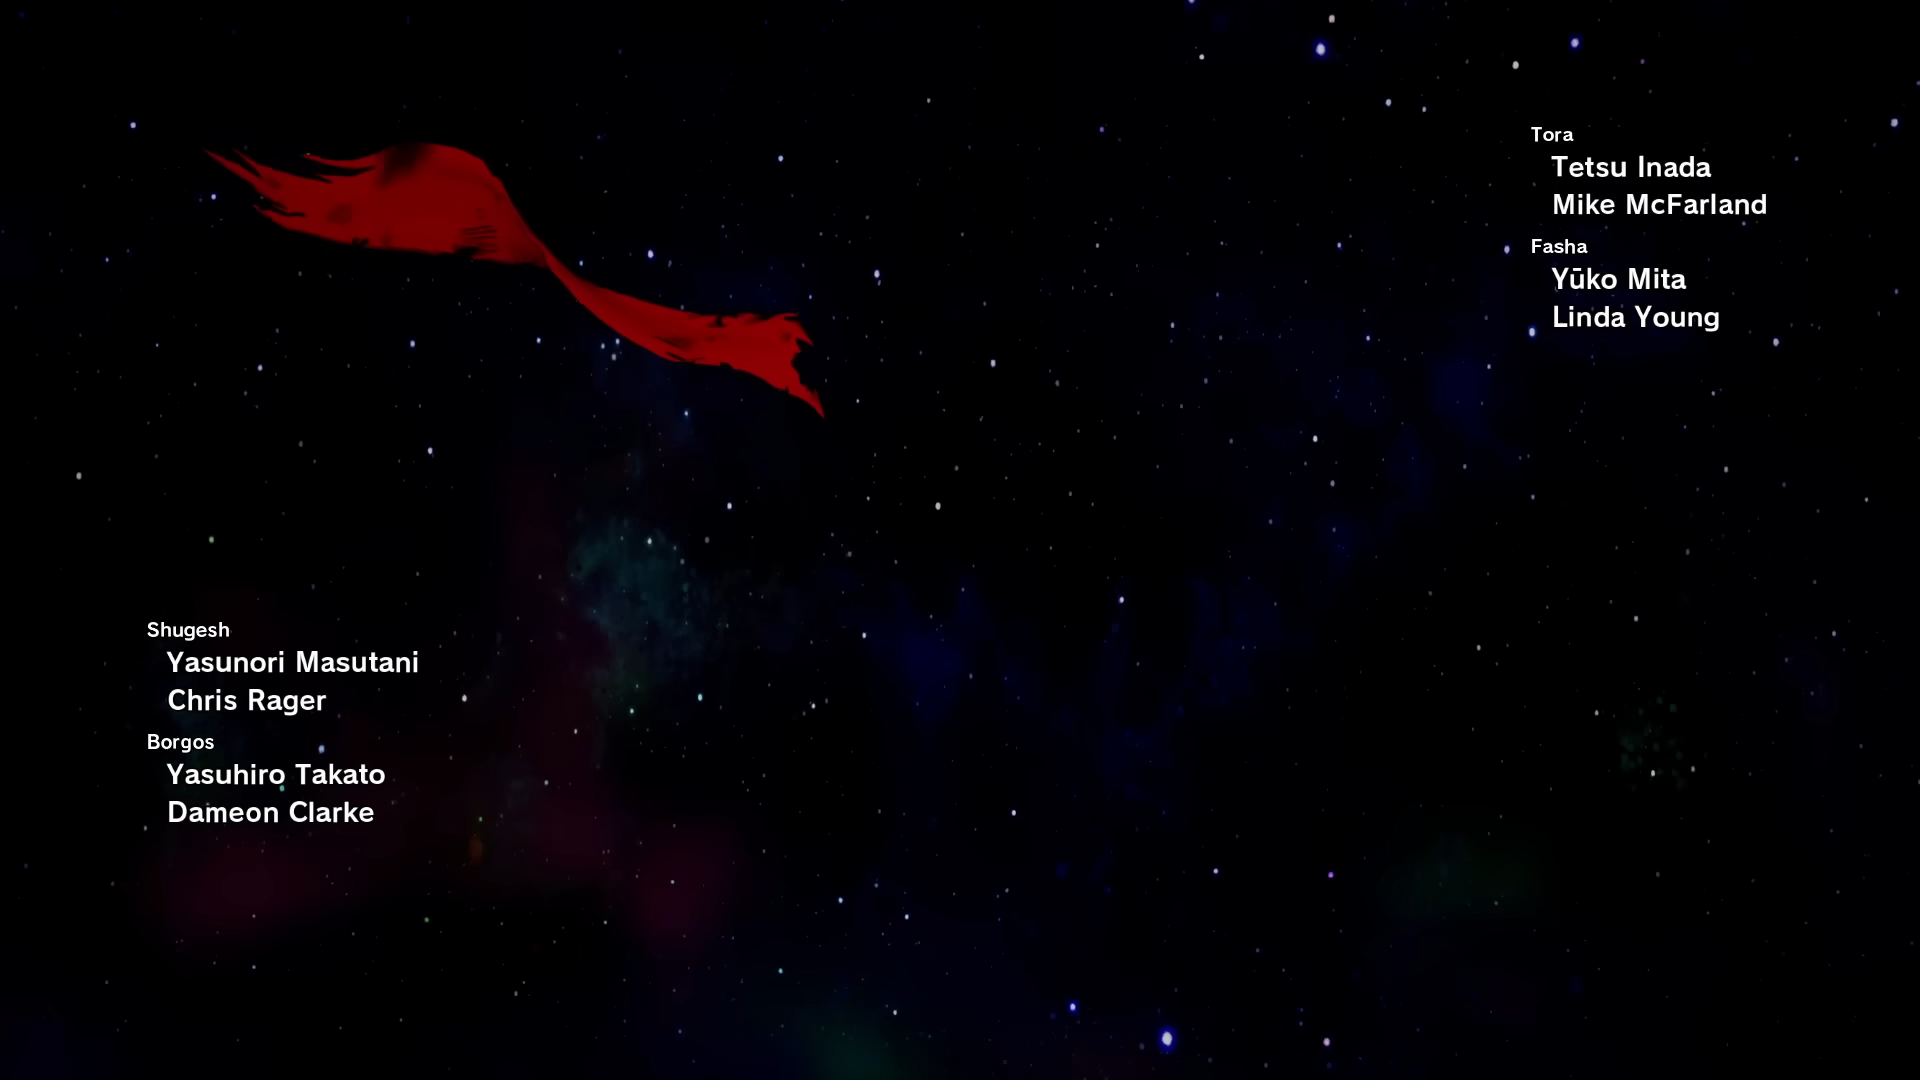 Tora
Tetsu Inada
Mike McFarland
Fasha
Yūko Mita
Linda Young
Shugesh
Yasunori Masutani
Chris Rager
Borgos
Yasuhiro Takato
Dameon Clarke